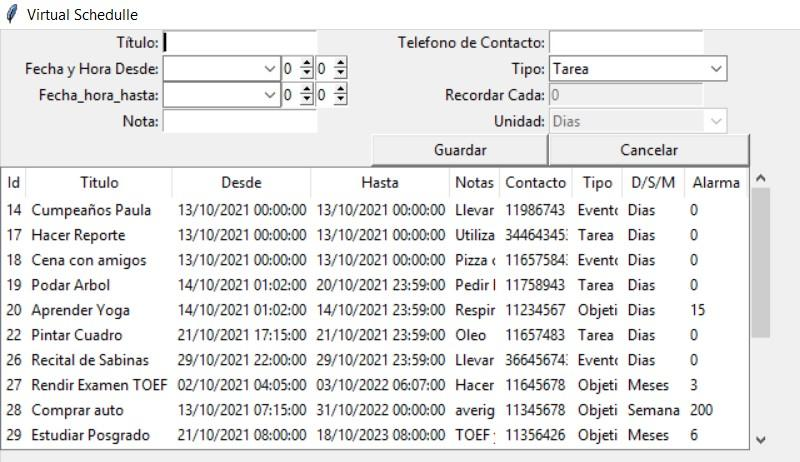 Virtual Schedulle
Título: Telefono de Contacto:
Fecha y Hora Desde: 0 0 Tipo: Tarea
Fecha_hora_hasta: 0 0 Recordar Cada: 0
Nota: Unidad: Dias
Guardar Cancelar
Id Titulo Desde Hasta Notas Contacto Tipo D/S/M Alarma
14 Cumpeaños Paula 13/10/2021 00:00:00 13/10/2021 00:00:00 Llevar 11986743 Evento Dias 0
17 Hacer Reporte 13/10/2021 00:00:00 13/10/2021 00:00:00 Utiliza 344643453 Tarea Dias 0
18 Cena con amigos 13/10/2021 00:00:00 13/10/2021 00:00:00 Pizza 116575843 Evento Dias 0
19 Podar Arbol 14/10/2021 01:02:00 20/10/2021 23:59:00 Pedir 11758943 Tarea Dias 0
20 Aprender Yoga 14/10/2021 01:02:00 14/10/2021 23:59:00 Respir 11234567 Objeti Dias 15
22 Pintar Cuadro 21/10/2021 17:15:00 21/10/2021 23:59:00 Oleo 11657483 Tarea Dias 0
26 Recital de Sabinas 29/10/2021 22:00:00 29/10/2021 23:59:00 Llevar 36645674 Evento Dias 0
27 Rendir Examen TOEF 02/10/2021 04:05:00 03/10/2022 06:07:00 Hacer 11645678 Objeti Meses 3
28 Comprar auto 13/10/2021 07:15:00 31/10/2022 00:00:00 averig 11345678 Objeti Semana 200
29 Estudiar Posgrado 21/10/2021 08:00:00 18/10/2023 08:00:00 TOEF 11356426 Objeti Meses 6